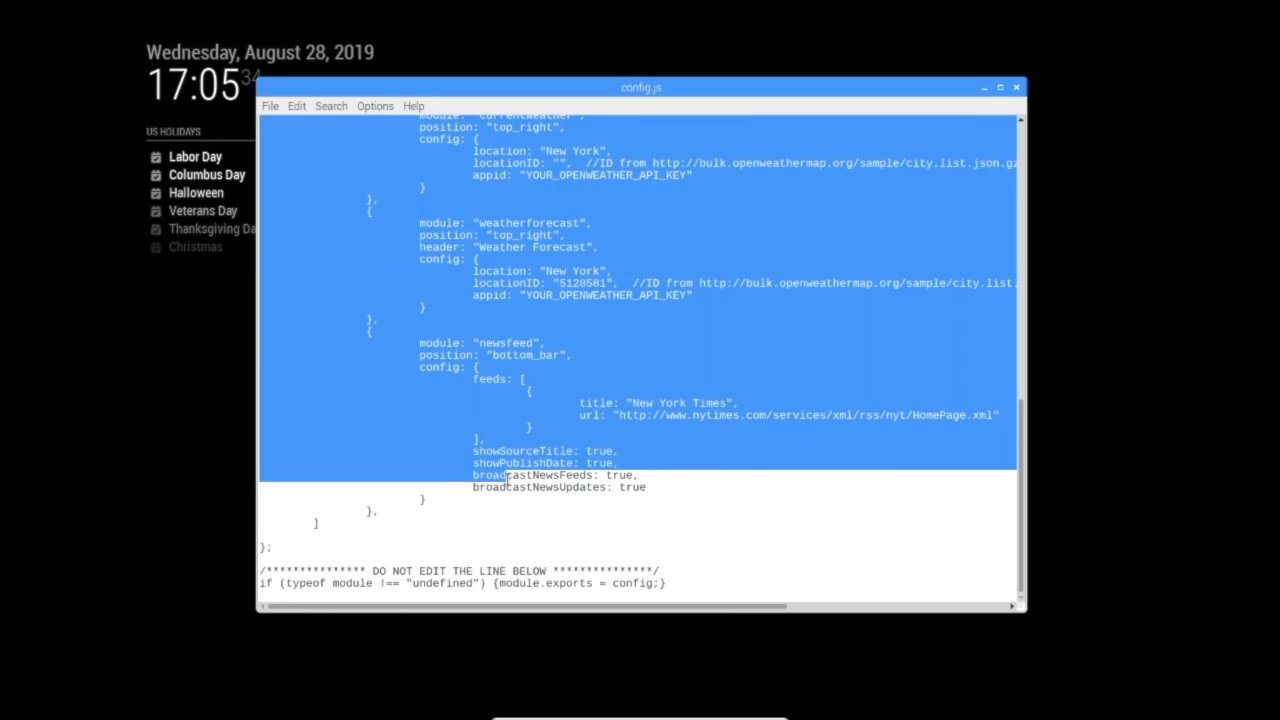 Wednesday, August 28, 2019
17:05 34
US HOLIDAYS
Labor Day
Columbus Day
Halloween
Veterans Day
Thanksgiving Da
Christmas
config.js
File Edit Search Options Help
module: "currentweather",
position: "top_right",
config: {
location: "New York",
locationID: "", //ID from http://bulk.openweathermap.org/sample/city.list.json.gz
appid: "YOUR_OPENWEATHER_API_KEY"
}
},
{
module: "weatherforecast",
position: "top_right",
header: "Weather Forecast",
config: {
location: "New York",
locationID: "5128581", //ID from http://bulk.openweathermap.org/sample/city.list.
appid: "YOUR_OPENWEATHER_API_KEY"
}
},
{
module: "newsfeed",
position: "bottom_bar",
config: {
feeds: [
{
title: "New York Times",
url: "http://www.nytimes.com/services/xml/rss/nyt/HomePage.xml"
}
],
showSourceTitle: true,
showPublishDate: true,
broadcastNewsFeeds: true,
broadcastNewsUpdates: true
}
},
]
};
/*************** DO NOT EDIT THE LINE BELOW ***************/
if (typeof module !== "undefined") {module.exports = config;}